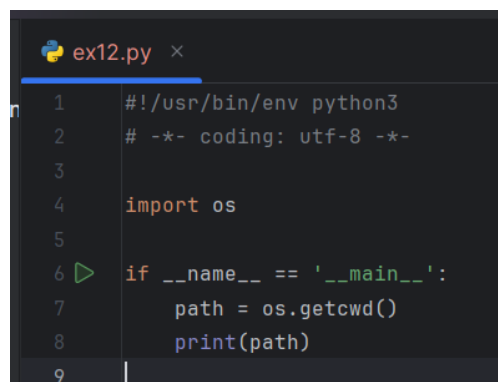 ex12.py ×
n
1 #!/usr/bin/env python3
2 # -*- coding: utf-8 -*-
3
4 import os
5
6 if __name__ == '__main__':
7     path = os.getcwd()
8     print(path)
9